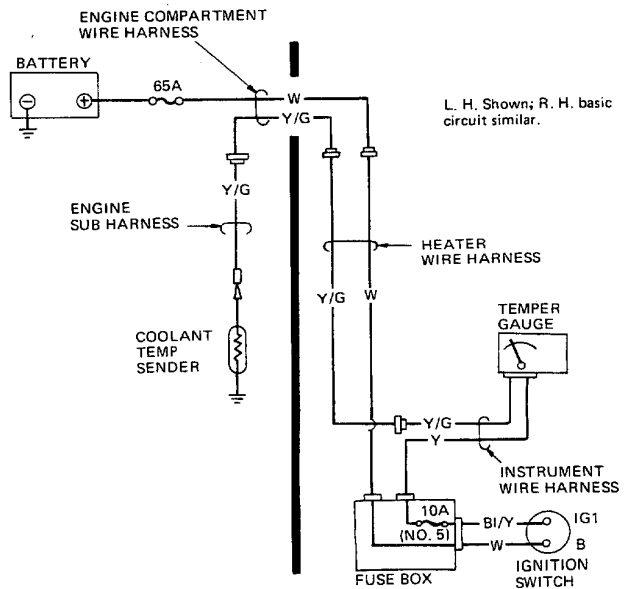 ENGINE COMPARTMENT
WIRE HARNESS
BATTERY
65A
W
Y/G
L. H. Shown; R. H. basic
circuit similar.
Y/G
ENGINE
SUB HARNESS
HEATER
WIRE HARNESS
Y/G
W
TEMPER
GAUGE
COOLANT
TEMP
SENDER
Y/G
Y
INSTRUMENT
WIRE HARNESS
10A
(NO. 5)
BI/Y
IG1
W
B
FUSE BOX
IGNITION
SWITCH